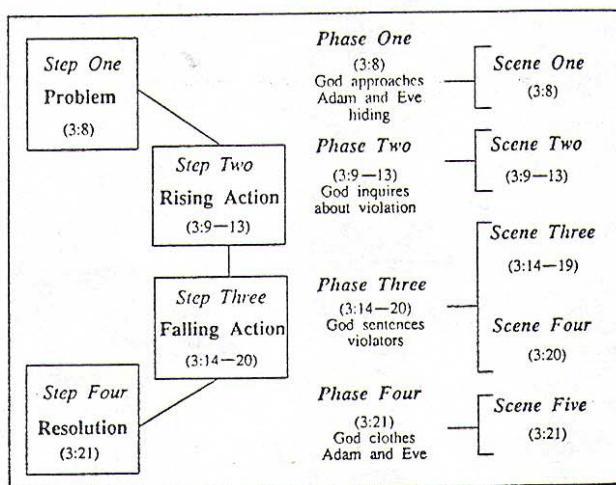 Step One
Problem
(3:8)
Step Two
Rising Action
(3:9—13)
Step Three
Falling Action
(3:14—20)
Step Four
Resolution
(3:21)
Phase One
(3:8)
God approaches
Adam and Eve
hiding
Phase Two
(3:9—13)
God inquires
about violation
Phase Three
(3:14—20)
God sentences
violators
Phase Four
(3:21)
God clothes
Adam and Eve
Scene One
(3:8)
Scene Two
(3:9—13)
Scene Three
(3:14—19)
Scene Four
(3:20)
Scene Five
(3:21)